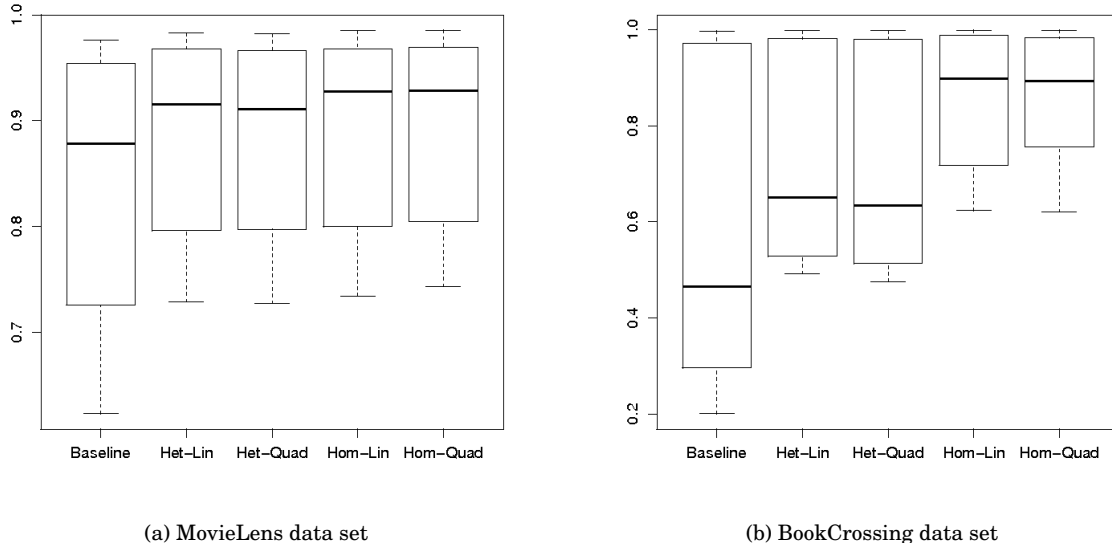 1.0
0.9
0.8
0.7
Baseline Het-Lin Het-Quad Hom-Lin Hom-Quad
(a) MovieLens data set
1.0
0.8
0.6
0.4
0.2
Baseline Het-Lin Het-Quad Hom-Lin Hom-Quad
(b) BookCrossing data set